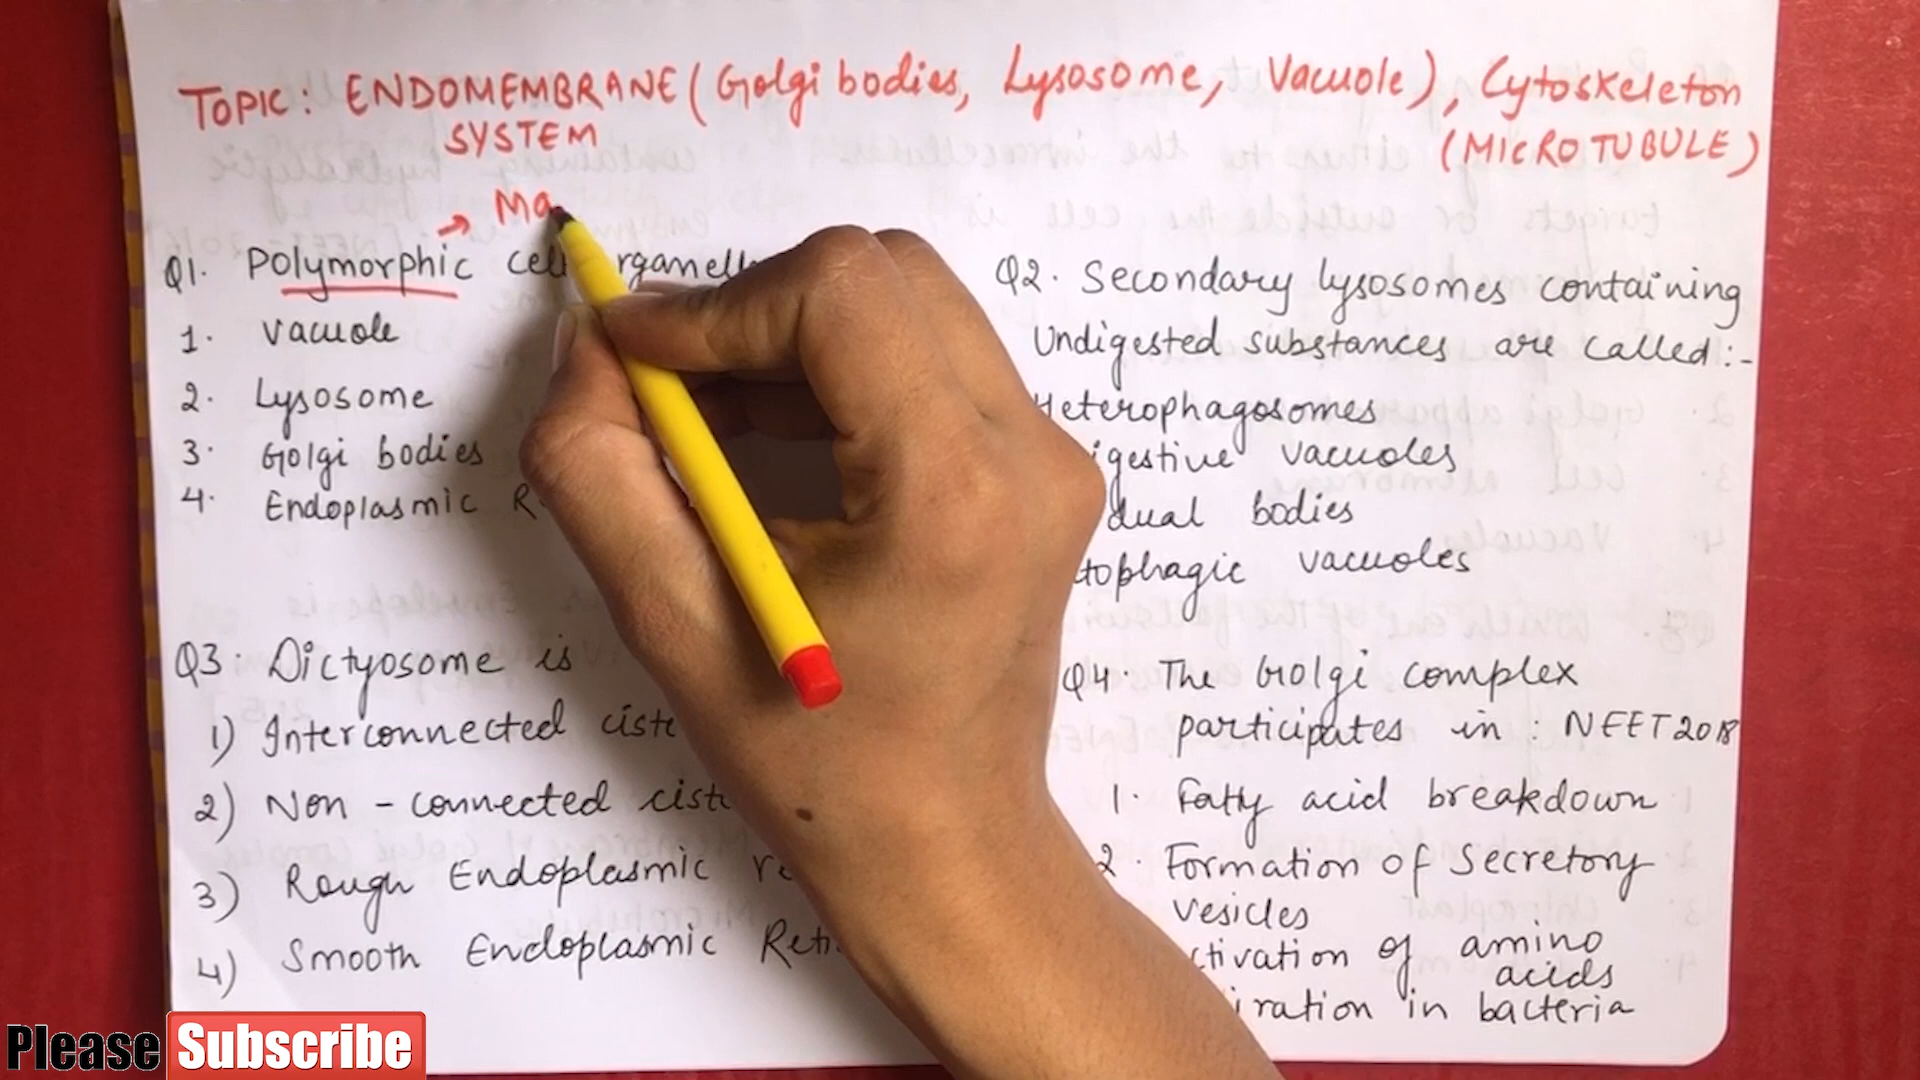 TOPIC: ENDOMEMBRANE (Golgi bodies, Lysosome, Vacuole), Cytoskeleton
SYSTEM (MICROTUBULE)
→ Ma
Q1. Polymorphic cell
1. Vacuole
2. Lysosome
3. Golgi bodies
4. Endoplasmic
Q2. Secondary lysosomes containing
Undigested substances are called:-
Heterophagosomes
vacuoles
bodies
vacuoles
Q3. Dictyosome is
1) Interconnected
2) Non-connected
3) Rough Endoplasmic
4) Smooth Endoplasmic
Q4. The Golgi complex
participates in: NEET 2018
1. Fatty acid breakdown
2. Formation of secretory
vesicles
of amino
acids
in bacteria
Please Subscribe